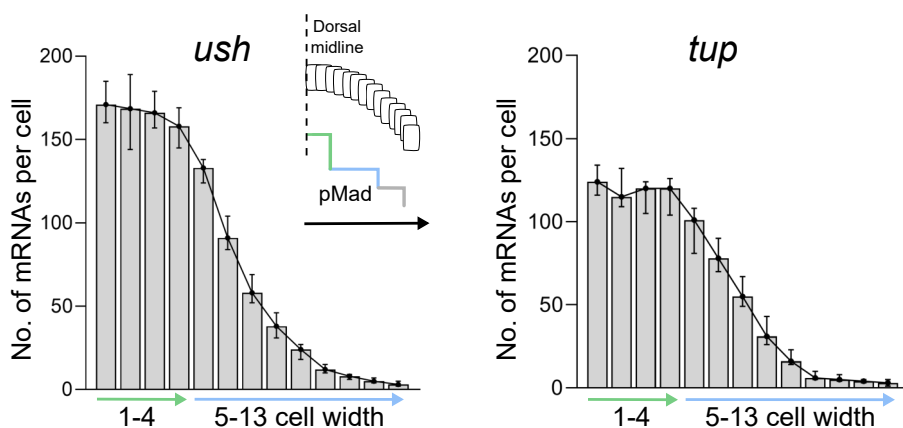 ush
No. of mRNAs per cell
200
150
100
50
0
1-4
5-13 cell width
Dorsal
midline
pMad
tup
No. of mRNAs per cell
200
150
100
50
0
1-4
5-13 cell width